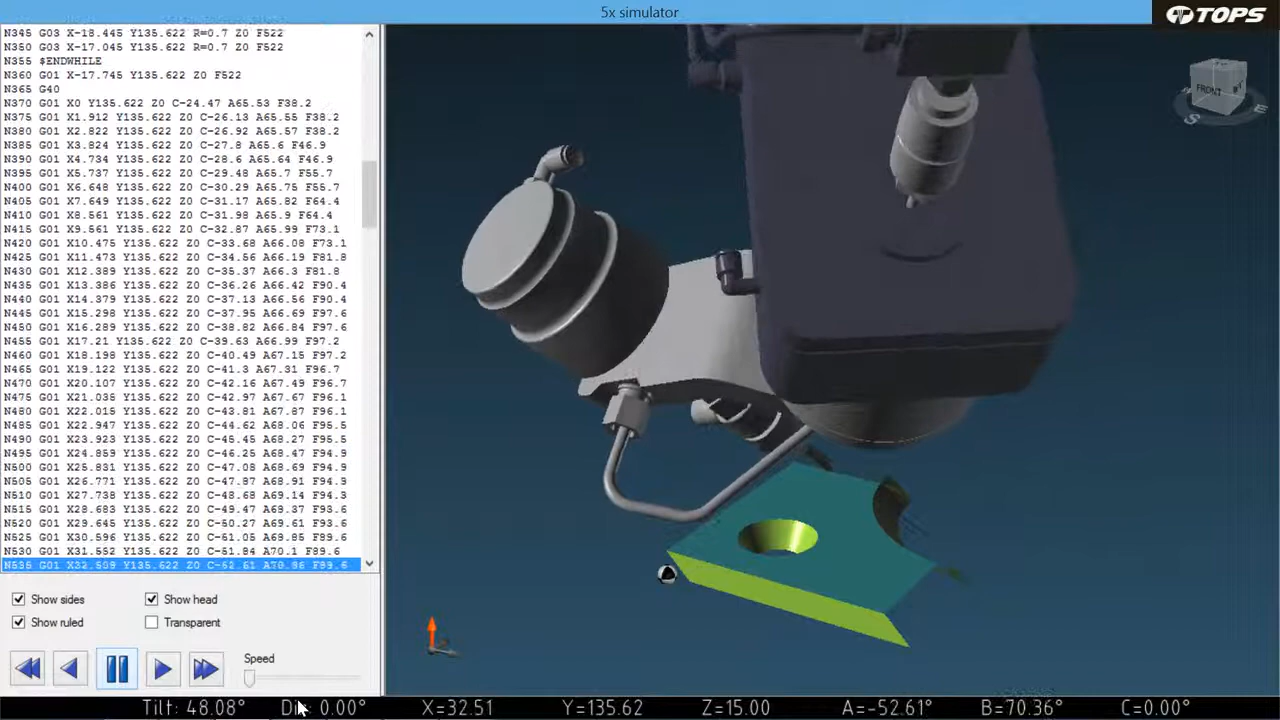 5x simulator
TOPS
N345 G03 X-18.445 Y135.622 R=0.7 Z0 F522
N350 G03 X-17.045 Y135.622 R=0.7 Z0 F522
N355 $ENDWHILE
N360 G01 X-17.745 Y135.622 Z0 F522
N365 G40
N370 G01 X0 Y135.622 Z0 C-24.47 A65.53 F38.2
N375 G01 X1.912 Y135.622 Z0 C-26.13 A65.55 F38.2
N380 G01 X2.822 Y135.622 Z0 C-26.92 A65.57 F38.2
N385 G01 X3.824 Y135.622 Z0 C-27.8 A65.6 F46.9
N390 G01 X4.734 Y135.622 Z0 C-28.6 A65.64 F46.9
N395 G01 X5.737 Y135.622 Z0 C-29.48 A65.7 F55.7
N400 G01 X6.648 Y135.622 Z0 C-30.29 A65.75 F55.7
N405 G01 X7.649 Y135.622 Z0 C-31.17 A65.82 F64.4
N410 G01 X8.561 Y135.622 Z0 C-31.98 A65.9 F64.4
N415 G01 X9.561 Y135.622 Z0 C-32.87 A65.99 F73.1
N420 G01 X10.475 Y135.622 Z0 C-33.68 A66.08 F73.1
N425 G01 X11.473 Y135.622 Z0 C-34.56 A66.19 F81.8
N430 G01 X12.389 Y135.622 Z0 C-35.37 A66.3 F81.8
N435 G01 X13.386 Y135.622 Z0 C-36.26 A66.42 F90.4
N440 G01 X14.379 Y135.622 Z0 C-37.13 A66.56 F90.4
N445 G01 X15.298 Y135.622 Z0 C-37.95 A66.69 F97.6
N450 G01 X16.289 Y135.622 Z0 C-38.82 A66.84 F97.6
N455 G01 X17.21 Y135.622 Z0 C-39.63 A66.99 F97.2
N460 G01 X18.198 Y135.622 Z0 C-40.49 A67.15 F97.2
N465 G01 X19.122 Y135.622 Z0 C-41.3 A67.31 F96.7
N470 G01 X20.107 Y135.622 Z0 C-42.16 A67.49 F96.7
N475 G01 X21.038 Y135.622 Z0 C-42.97 A67.67 F96.1
N480 G01 X22.015 Y135.622 Z0 C-43.81 A67.87 F96.1
N485 G01 X22.947 Y135.622 Z0 C-44.62 A68.06 F95.5
N490 G01 X23.923 Y135.622 Z0 C-45.45 A68.27 F95.5
N495 G01 X24.859 Y135.622 Z0 C-46.25 A68.47 F94.9
N500 G01 X25.831 Y135.622 Z0 C-47.08 A68.69 F94.9
N505 G01 X26.771 Y135.622 Z0 C-47.87 A68.91 F94.3
N510 G01 X27.738 Y135.622 Z0 C-48.68 A69.14 F94.3
N515 G01 X28.683 Y135.622 Z0 C-49.47 A69.37 F93.6
N520 G01 X29.645 Y135.622 Z0 C-50.27 A69.61 F93.6
N525 G01 X30.596 Y135.622 Z0 C-51.05 A69.85 F89.6
N530 G01 X31.552 Y135.622 Z0 C-51.84 A70.1 F89.6
N535 G01 X32.509 Y135.622 Z0 C-52.61 A70.36 F89.6
FRONT
S
E
Show sides
Show head
Show ruled
Transparent
Speed
Tilt: 48.08° 0.00° X=32.51 Y=135.62 Z=15.00 A=-52.61° B=70.36° C=0.00°